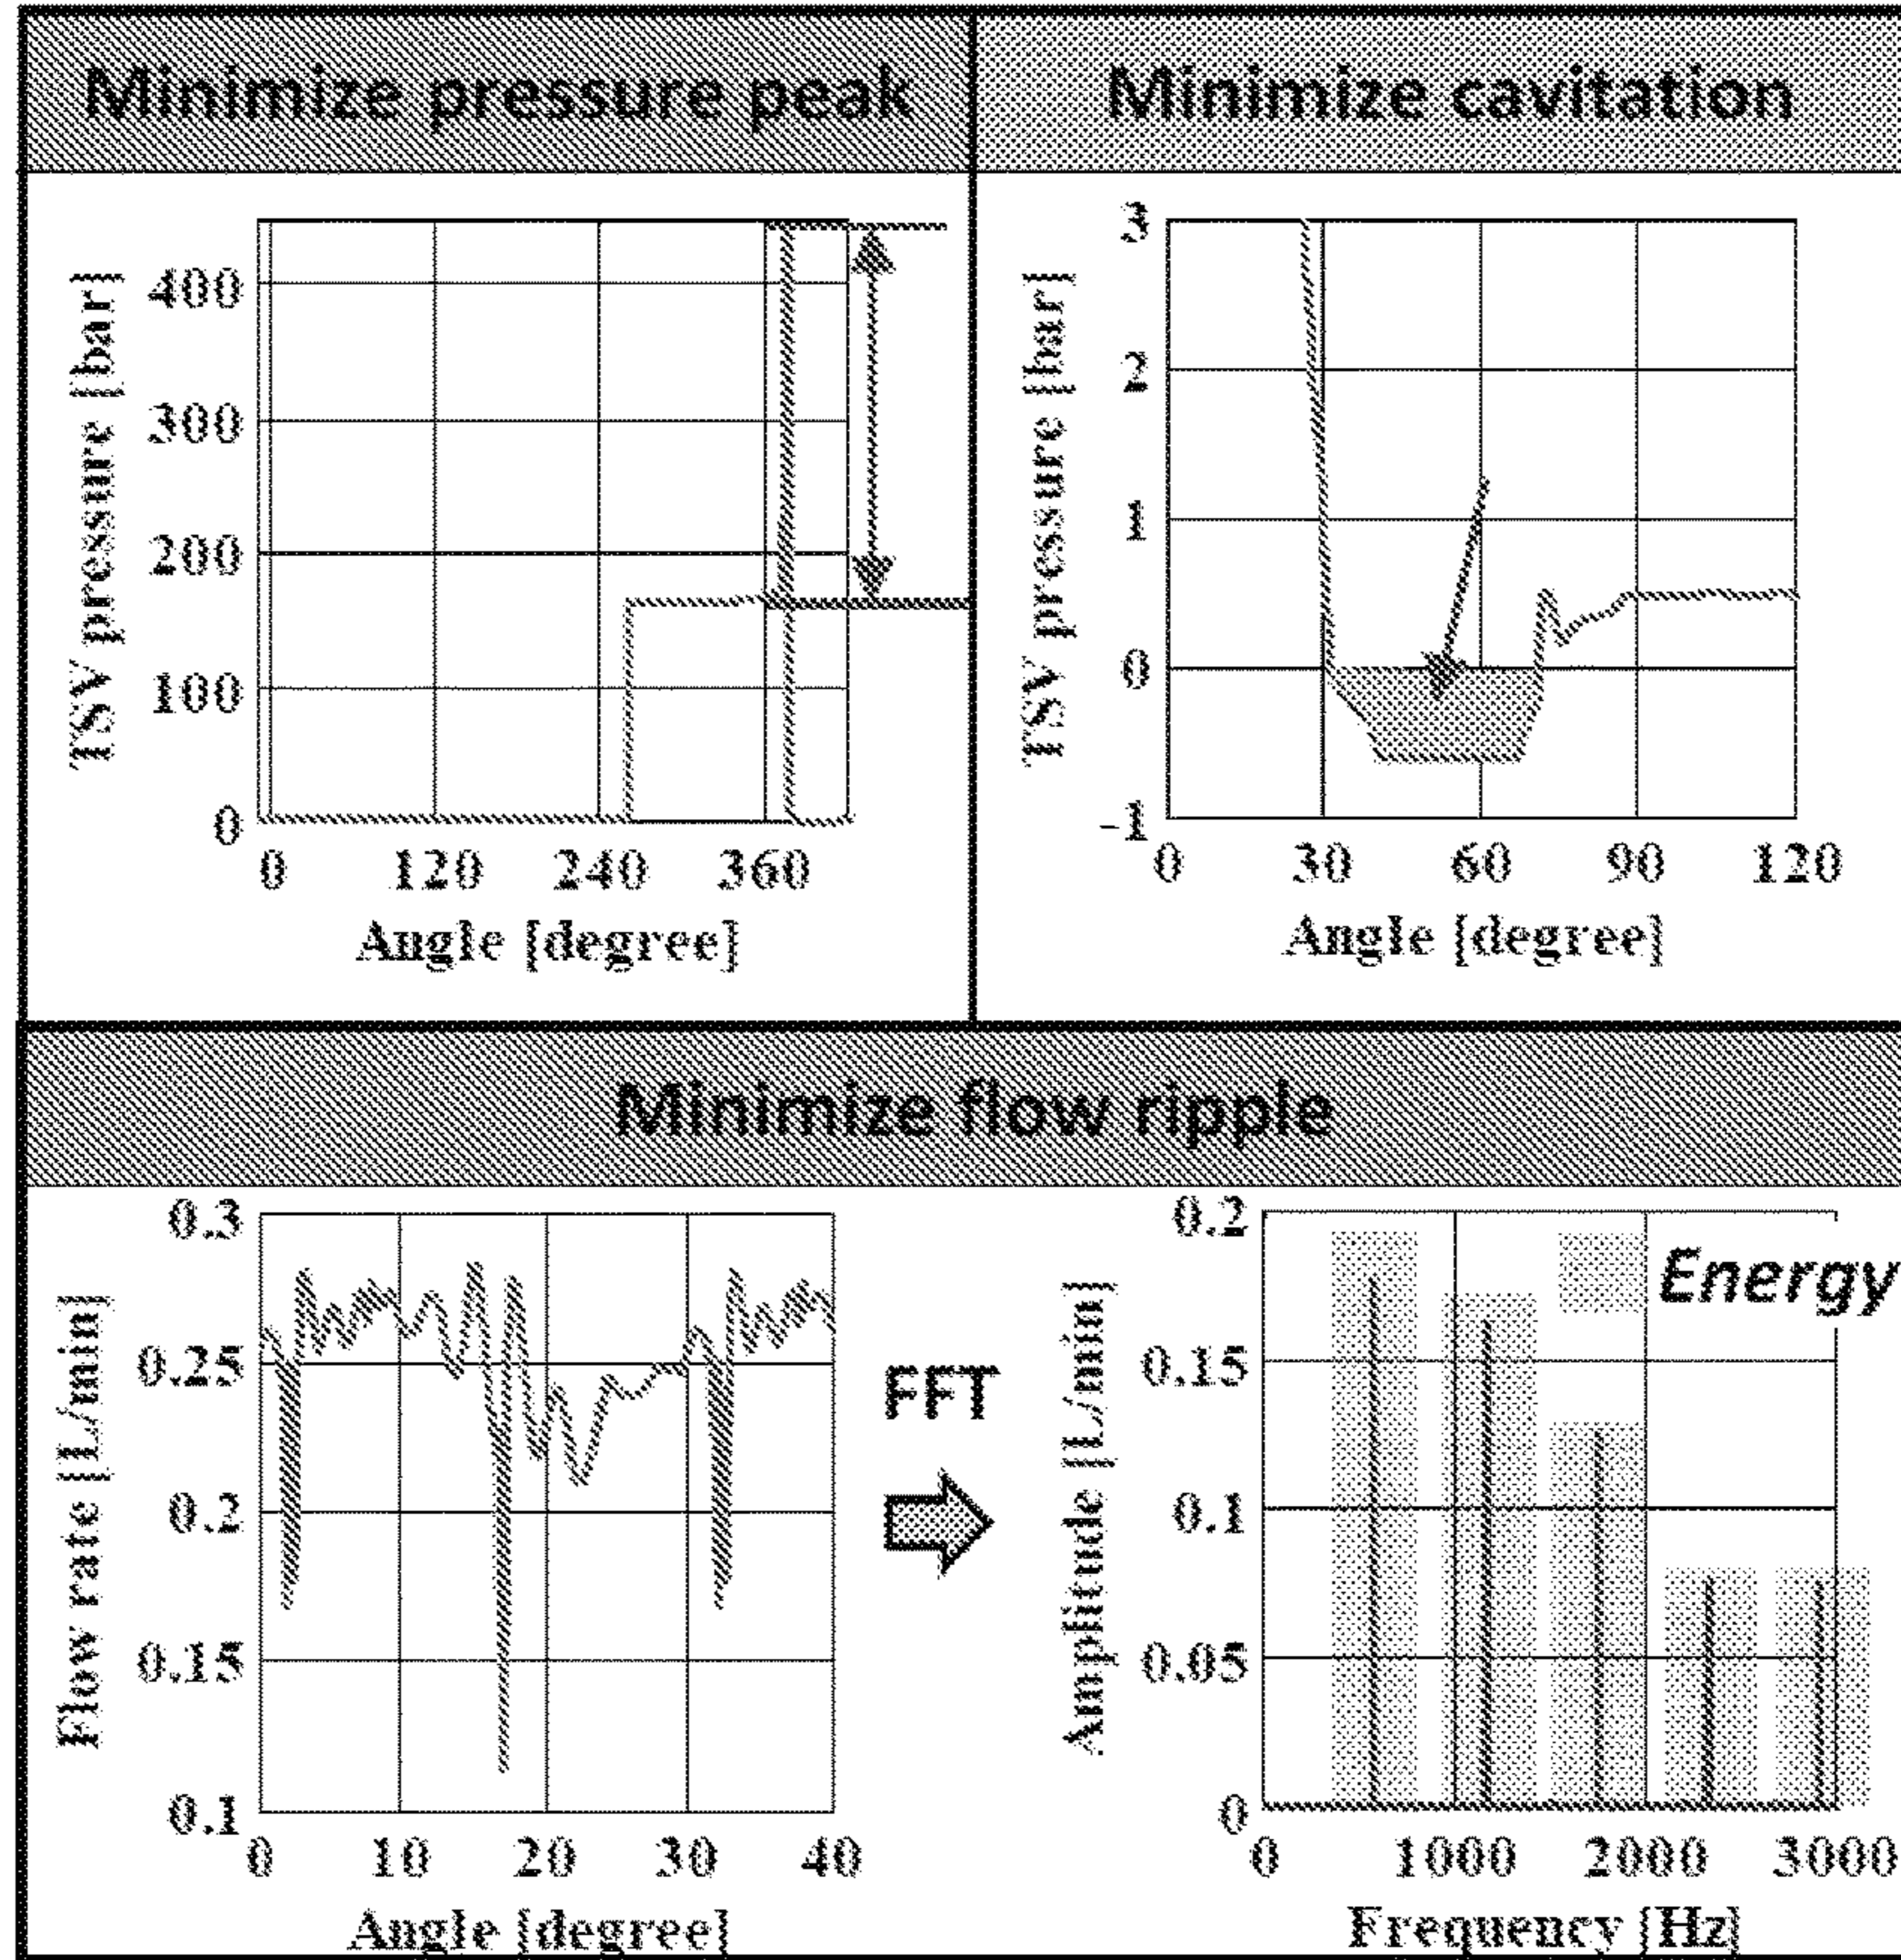 Minimize pressure peak
Minimize cavitation
TSV pressure [bar]
400
300
200
100
0
0 120 240 360
Angle [degree]
TSV pressure [bar]
3
2
1
0
-1
0 30 60 90 120
Angle [degree]
Minimize flow ripple
Flow rate [L/min]
0.3
0.25
0.2
0.15
0.1
0 10 20 30 40
Angle [degree]
FFT
Amplitude [L/min]
0.2
0.15
0.1
0.05
0
Energy
0 1000 2000 3000
Frequency [Hz]